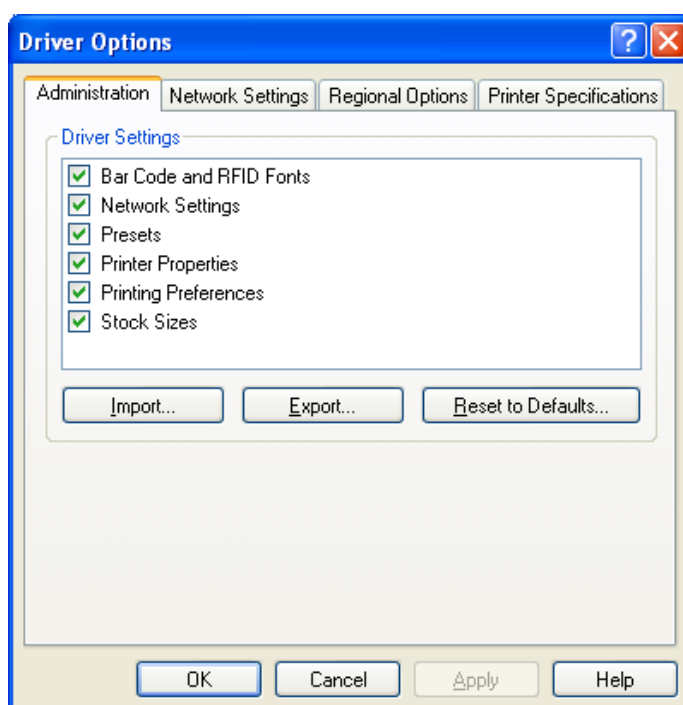 Driver Options
Administration Network Settings Regional Options Printer Specifications
Driver Settings
Bar Code and RFID Fonts
Network Settings
Presets
Printer Properties
Printing Preferences
Stock Sizes
Import... Export... Reset to Defaults...
OK Cancel Apply Help